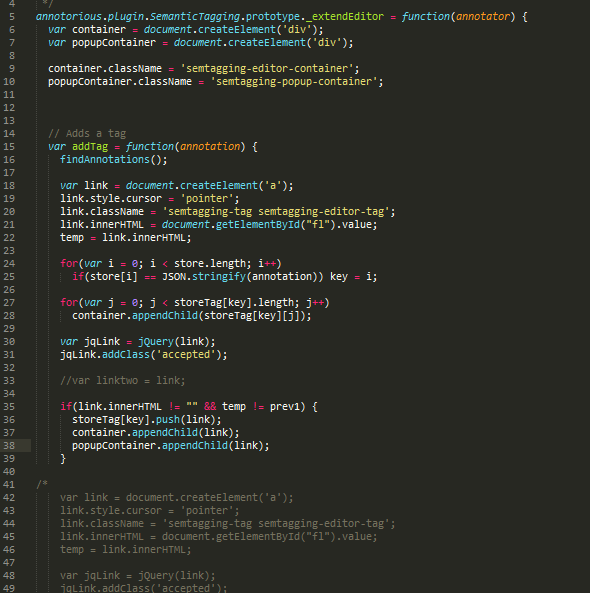 4 */
5 annotorious.plugin.SemanticTagging.prototype._extendEditor = function(annotator) {
6 var container = document.createElement('div');
7 var popupContainer = document.createElement('div');
8
9 container.className = 'semtagging-editor-container';
10 popupContainer.className = 'semtagging-popup-container';
11
12
13
14 // Adds a tag
15 var addTag = function(annotation) {
16 findAnnotations();
17
18 var link = document.createElement('a');
19 link.style.cursor = 'pointer';
20 link.className = 'semtagging-tag semtagging-editor-tag';
21 link.innerHTML = document.getElementById("fl").value;
22 temp = link.innerHTML;
23
24 for(var i = 0; i < store.length; i++)
25 if(store[i] == JSON.stringify(annotation)) key = i;
26
27 for(var j = 0; j < storeTag[key].length; j++)
28 container.appendChild(storeTag[key][j]);
29
30 var jqLink = jQuery(link);
31 jqLink.addClass('accepted');
32
33 //var linktwo = link;
34
35 if(link.innerHTML != "" && temp != prev1) {
36 storeTag[key].push(link);
37 container.appendChild(link);
38 popupContainer.appendChild(link);
39 }
40
41 /*
42 var link = document.createElement('a');
43 link.style.cursor = 'pointer';
44 link.className = 'semtagging-tag semtagging-editor-tag';
45 link.innerHTML = document.getElementById("fl").value;
46 temp = link.innerHTML;
47
48 var jqLink = jQuery(link);
49 jqLink.addClass('accepted');